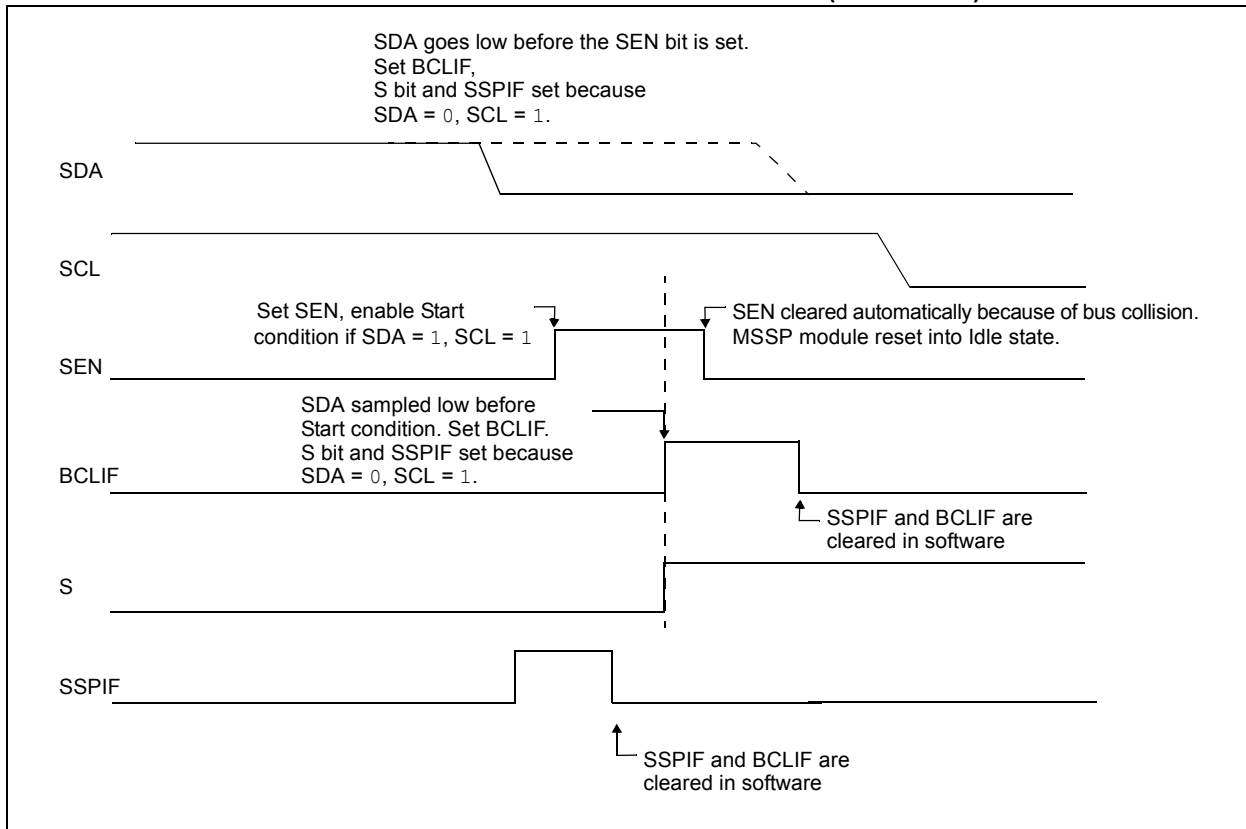 SDA goes low before the SEN bit is set.
Set BCLIF,
S bit and SSPIF set because
SDA = 0, SCL = 1.
SDA
SCL
Set SEN, enable Start
condition if SDA = 1, SCL = 1
SEN cleared automatically because of bus collision.
MSSP module reset into Idle state.
SEN
SDA sampled low before
Start condition. Set BCLIF.
S bit and SSPIF set because
SDA = 0, SCL = 1.
BCLIF
SSPIF and BCLIF are
cleared in software
S
SSPIF
SSPIF and BCLIF are
cleared in software